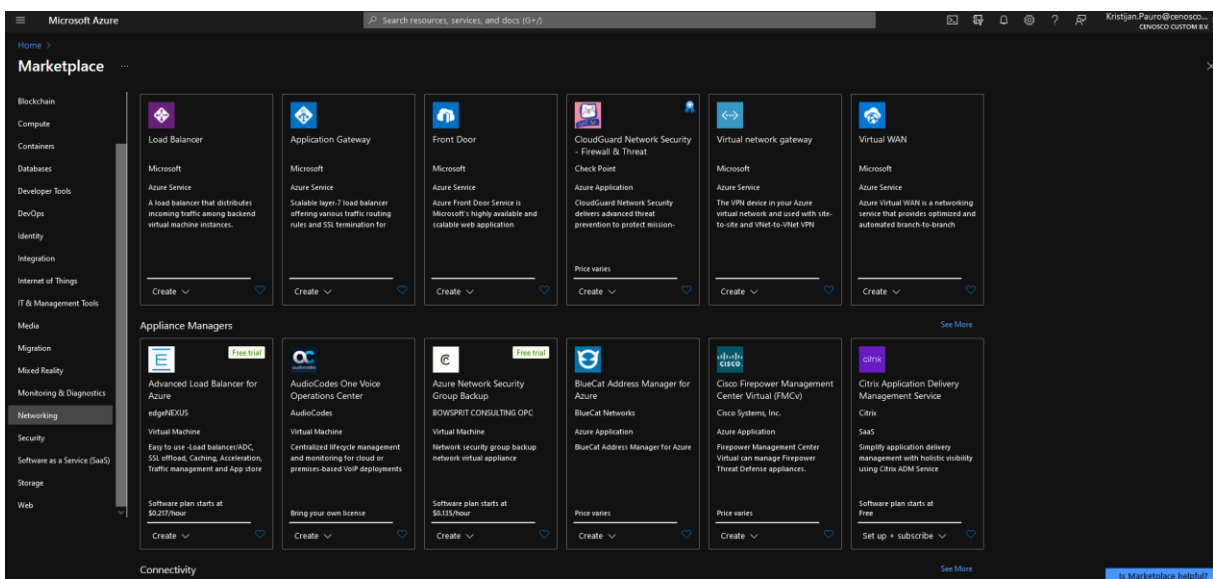 Microsoft Azure
Search resources, services, and docs (G+/)
Kristijan.Pauro@cenosco...
CENOSCO CUSTOM B.V.
Home >
Marketplace ...
Blockchain
Compute
Containers
Databases
Developer Tools
DevOps
Identity
Integration
Internet of Things
IT & Management Tools
Media
Migration
Mixed Reality
Monitoring & Diagnostics
Networking
Security
Software as a Service (SaaS)
Storage
Web
Load Balancer
Microsoft
Azure Service
A load balancer that distributes
incoming traffic among backend
virtual machine instances.
Create
Application Gateway
Microsoft
Azure Service
Scalable layer-7 load balancer
offering various traffic routing
rules and SSL termination for
Create
Front Door
Microsoft
Azure Service
Azure Front Door Service is
Microsoft's highly available and
scalable web application
Create
CloudGuard Network Security
- Firewall & Threat
Check Point
Azure Application
CloudGuard Network Security
delivers advanced threat
prevention to protect mission-
Price varies
Create
Virtual network gateway
Microsoft
Azure Service
The VPN device in your Azure
virtual network and used with site-
to-site and VNet-to-VNet VPN
Create
Virtual WAN
Microsoft
Azure Service
Azure Virtual WAN is a networking
service that provides optimized and
automated branch-to-branch
Create
Appliance Managers
See More
Free trial
Advanced Load Balancer for
Azure
edgeNEXUS
Virtual Machine
Easy to use -Load balancer/ADC,
SSL offload, Caching, Acceleration,
Traffic management and App store
Software plan starts at
$0.217/hour
Create
audiocodes
AudioCodes One Voice
Operations Center
AudioCodes
Virtual Machine
Centralized lifecycle management
and monitoring for cloud or
premises-based VoIP deployments
Bring your own license
Create
Free trial
Azure Network Security
Group Backup
BOWSPRIT CONSULTING OPC
Virtual Machine
Network security group backup
network virtual appliance
Software plan starts at
$0.135/hour
Create
BlueCat Address Manager for
Azure
BlueCat Networks
Azure Application
BlueCat Address Manager for Azure
Price varies
Create
CISCO
Cisco Firepower Management
Center Virtual (FMCv)
Cisco Systems, Inc.
Azure Application
Firepower Management Center
Virtual can manage Firepower
Threat Defense appliances.
Price varies
Create
citrix
Citrix Application Delivery
Management Service
Citrix
SaaS
Simplify application delivery
management with holistic visibility
using Citrix ADM Service
Software plan starts at
Free
Set up + subscribe
Connectivity
See More
Is Marketplace helpful?